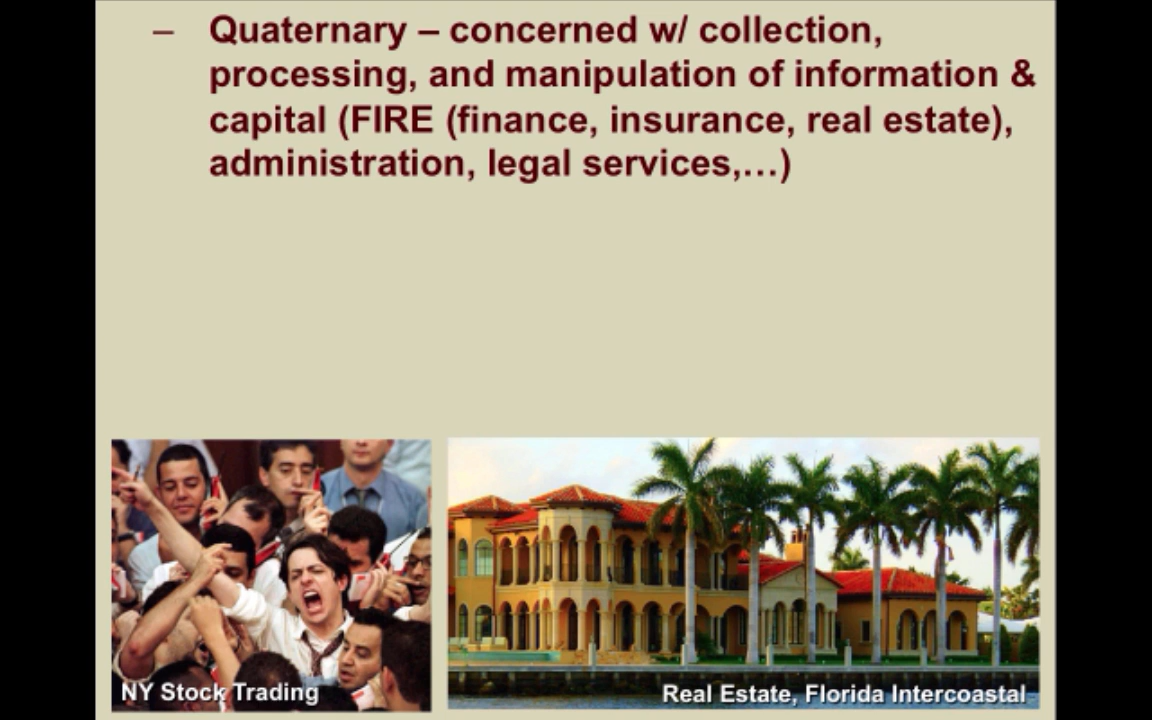 – Quaternary – concerned w/ collection,
processing, and manipulation of information &
capital (FIRE (finance, insurance, real estate),
administration, legal services,…)
NY Stock Trading
Real Estate, Florida Intercoastal